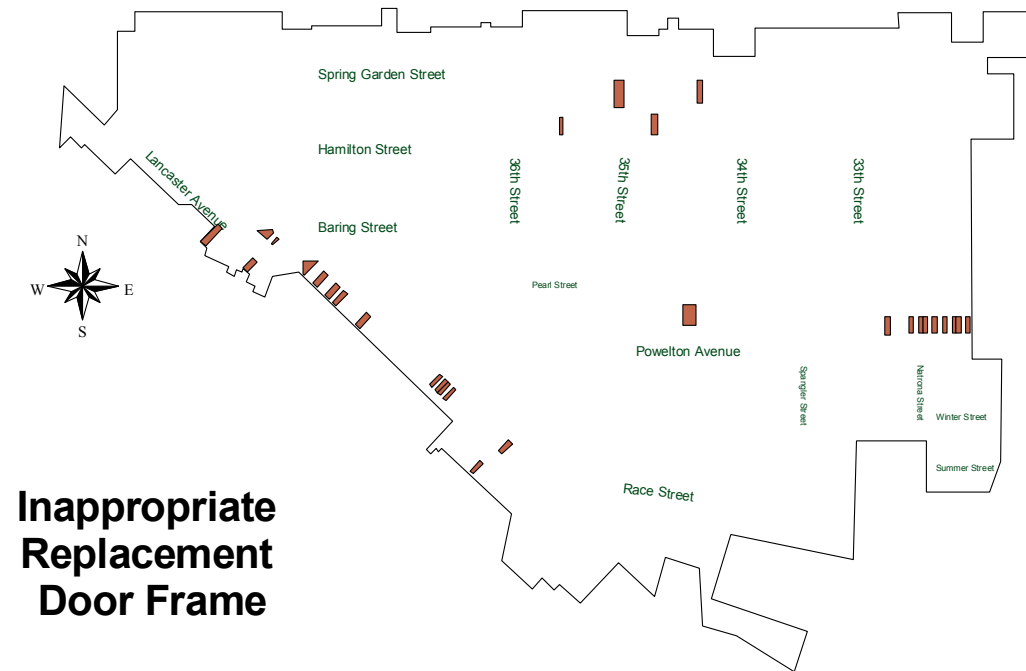 Spring Garden Street
Hamilton Street
Lancaster Avenue
36th Street
35th Street
34th Street
33th Street
Baring Street
N
W
E
S
Pearl Street
Powelton Avenue
Spangler Street
Natrona Street
Winter Street
Summer Street
Race Street
Inappropriate
Replacement
Door Frame